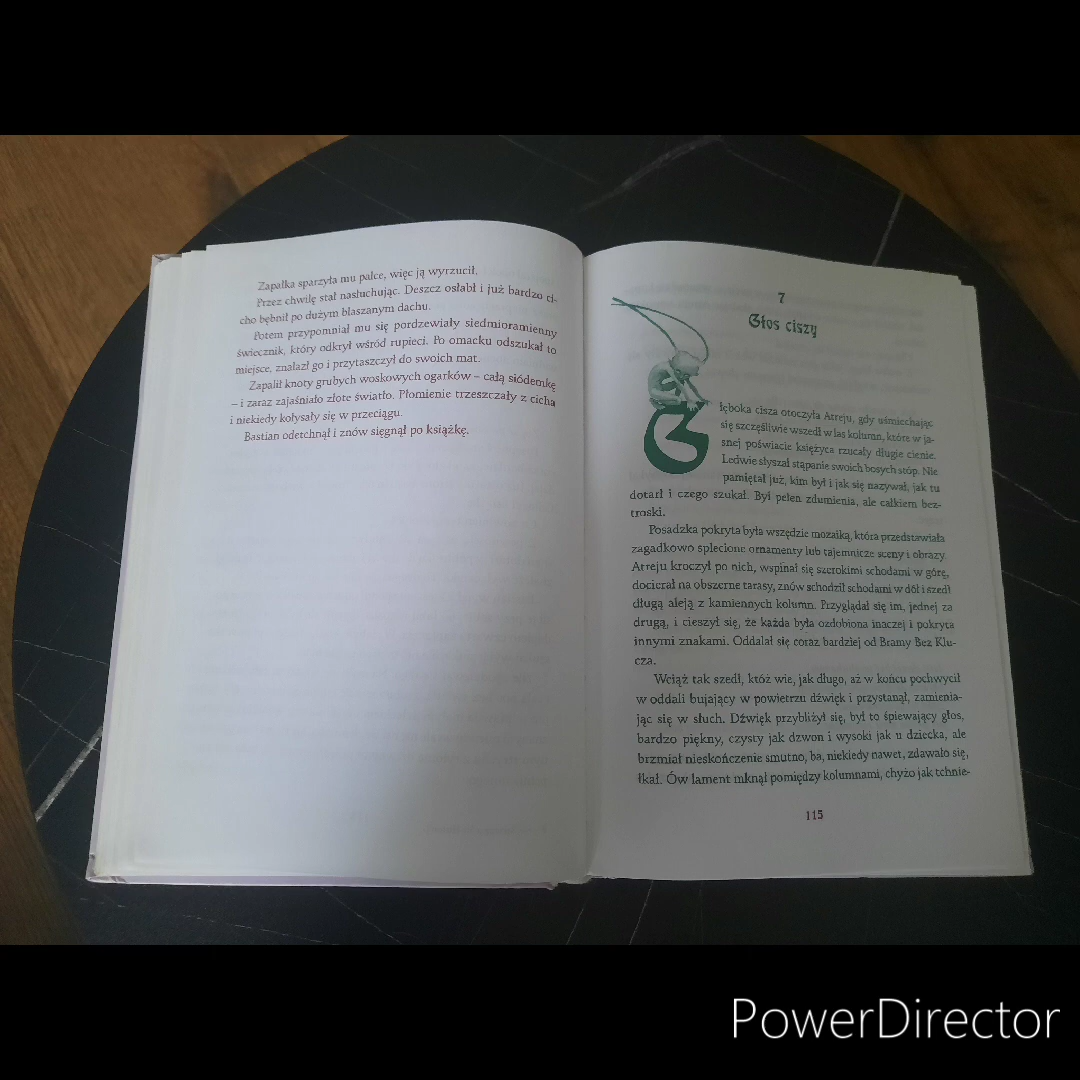 Zapałka sparzyła mu palce, więc ją wyrzucił.
Przez chwilę stał nasłuchując. Deszcz osłabł i już bardzo ci-
cho bębnił po dużym blaszanym dachu.
Potem przypomniał mu się pordzewiały siedmioramienny
świecznik, który odkrył wśród rupieci. Po omacku odszukał to
miejsce, znalazł go i przytaszczył do swoich mat.
Zapalił knoty grubych woskowych ogarków – całą siódemkę
– i zaraz zajaśniało złote światło. Płomienie trzeszczały z cicha
i niekiedy kołysały się w przeciągu.
Bastian odetchnął i znów sięgnął po książkę.
7
Głos ciszy
Głęboka cisza otoczyła Atreju, gdy uśmiechając
się szczęśliwie wszedł w las kolumn, które w ja-
snej poświacie księżyca rzucały długie cienie.
Ledwie słyszał stąpanie swoich bosych stóp. Nie
pamiętał już, kim był i jak się nazywał, jak tu
dotarł i czego szukał. Był pełen zdumienia, ale całkiem bez-
troski.
Posadzka pokryta była wszędzie mozaiką, która przedstawiała
zagadkowo splecione ornamenty lub tajemnicze sceny i obrazy.
Atreju kroczył po nich, wspinał się szerokimi schodami w górę,
docierał na obszerne tarasy, znów schodził schodami w dół i szedł
długą aleją z kamiennych kolumn. Przyglądał się im, jednej za
drugą, i cieszył się, że każda była ozdobiona inaczej i pokryta
innymi znakami. Oddalał się coraz bardziej od Bramy Bez Klu-
cza.
Wciąż tak szedł, któż wie, jak długo, aż w końcu pochwycił
w oddali bujający w powietrzu dźwięk i przystanął, zamienia-
jąc się w słuch. Dźwięk przybliżył się, był to śpiewający głos,
bardzo piękny, czysty jak dzwon i wysoki jak u dziecka, ale
brzmiał nieskończenie smutno, ba, niekiedy nawet, zdawało się,
łkał. Ów lament mknął pomiędzy kolumnami, chyżo jak tchnie-
115
PowerDirector